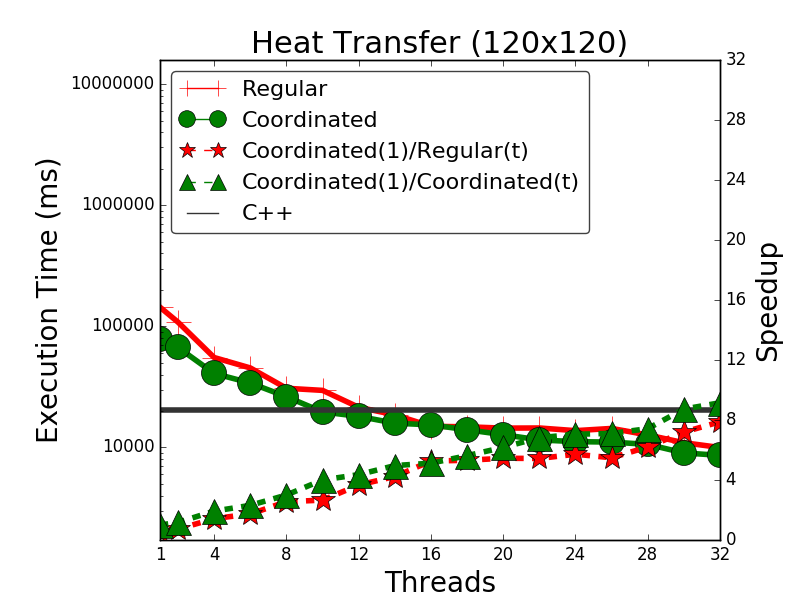 Heat Transfer (120x120)
Regular
Coordinated
Coordinated(1)/Regular(t)
Coordinated(1)/Coordinated(t)
C++
Execution Time (ms)
10000000
1000000
100000
10000
Speedup
32
28
24
20
16
12
8
4
0
1 4 8 12 16 20 24 28 32
Threads